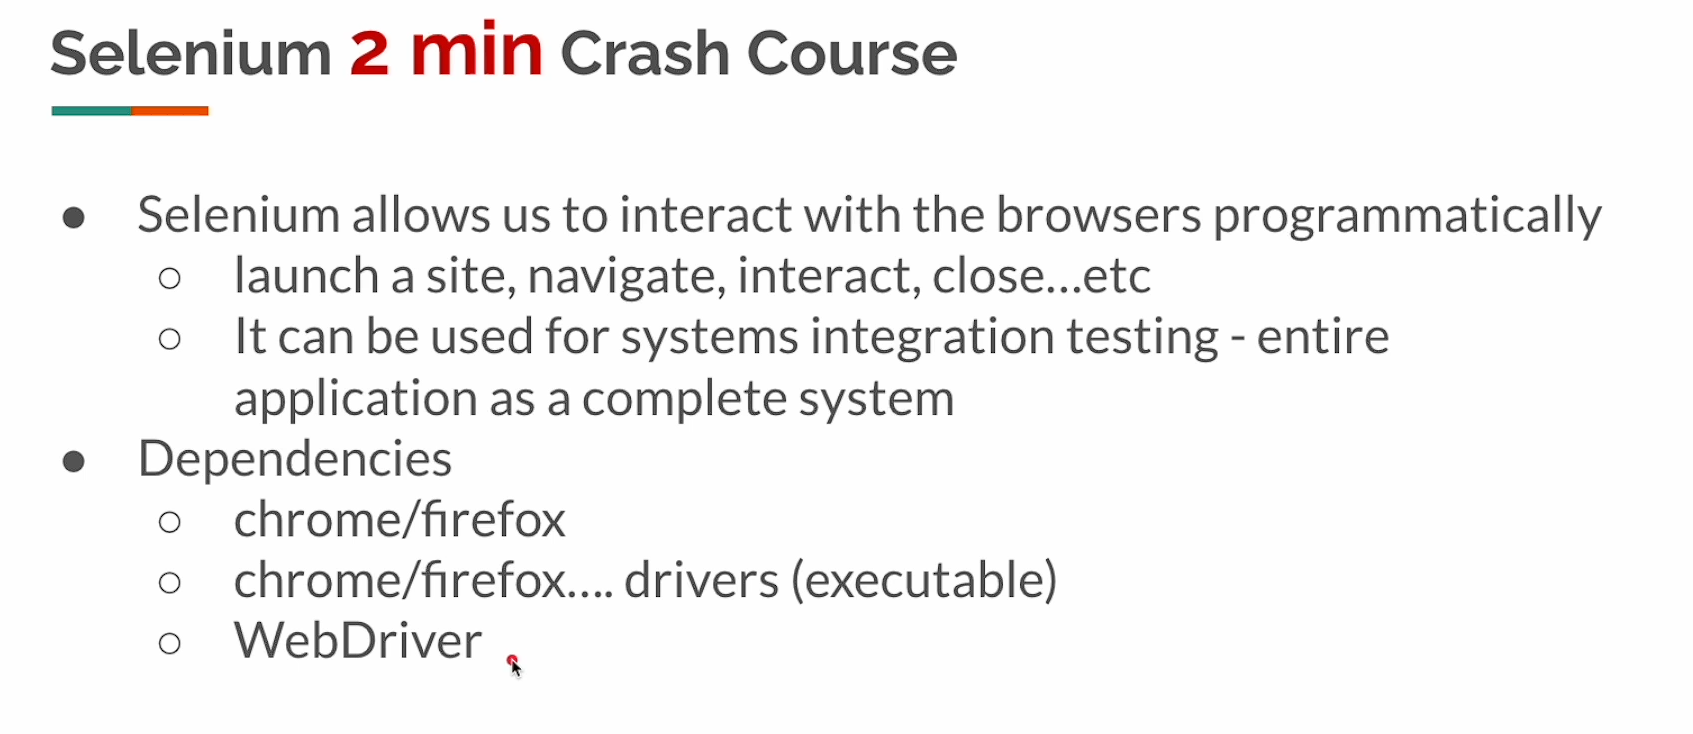 Selenium 2 min Crash Course
● Selenium allows us to interact with the browsers programmatically
○ launch a site, navigate, interact, close...etc
○ It can be used for systems integration testing - entire
application as a complete system
● Dependencies
○ chrome/firefox
○ chrome/firefox.... drivers (executable)
○ WebDriver